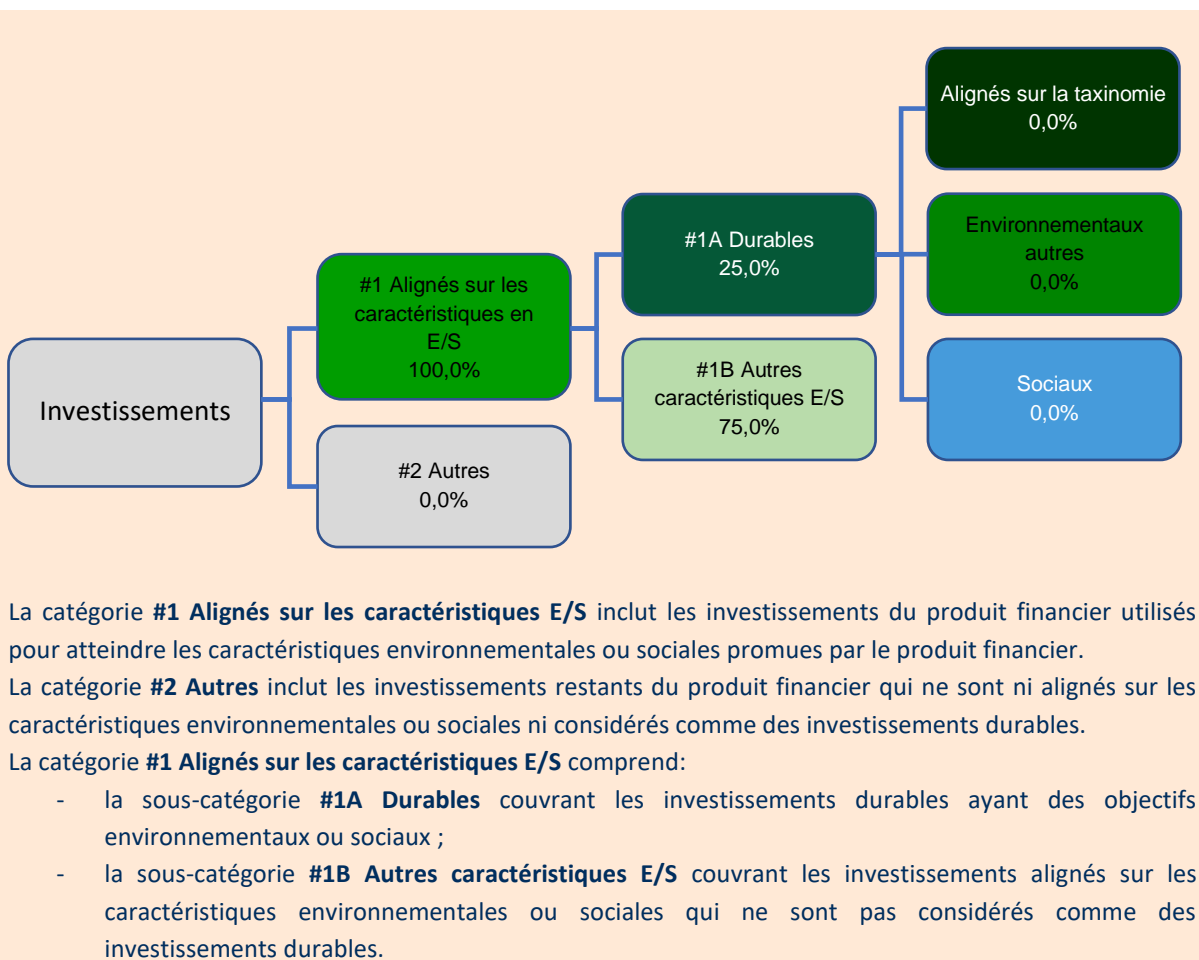 Alignés sur la taxinomie
0,0%
#1A Durables
25,0%
Environnementaux
autres
0,0%
#1 Alignés sur les
caractéristiques en
E/S
100,0%
#1B Autres
caractéristiques E/S
75,0%
Sociaux
0,0%
Investissements
#2 Autres
0,0%
La catégorie #1 Alignés sur les caractéristiques E/S inclut les investissements du produit financier utilisés
pour atteindre les caractéristiques environnementales ou sociales promues par le produit financier.
La catégorie #2 Autres inclut les investissements restants du produit financier qui ne sont ni alignés sur les
caractéristiques environnementales ou sociales ni considérés comme des investissements durables.
La catégorie #1 Alignés sur les caractéristiques E/S comprend:
- la sous-catégorie #1A Durables couvrant les investissements durables ayant des objectifs
environnementaux ou sociaux ;
- la sous-catégorie #1B Autres caractéristiques E/S couvrant les investissements alignés sur les
caractéristiques environnementales ou sociales qui ne sont pas considérés comme des
investissements durables.